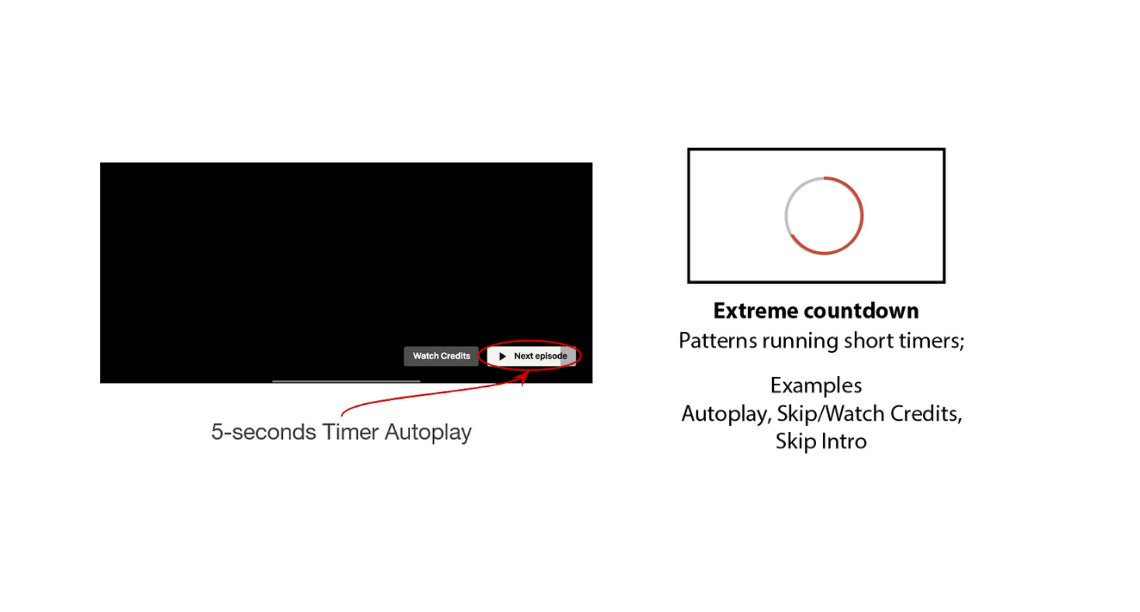 Watch Credits
Next episode
5-seconds Timer Autoplay
Extreme countdown
Patterns running short timers;
Examples
Autoplay, Skip/Watch Credits,
Skip Intro